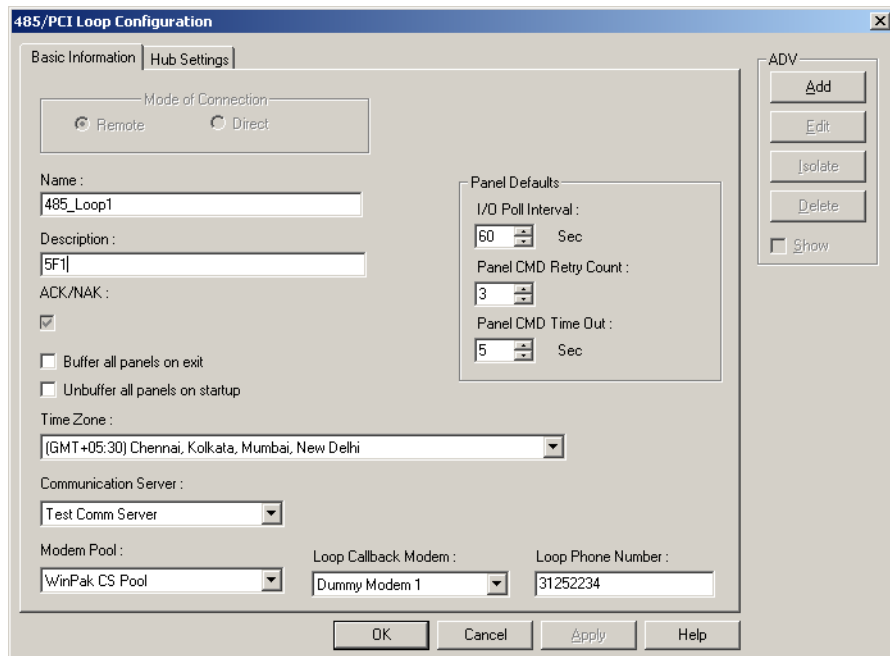 485/PCI Loop Configuration
Basic Information
Hub Settings
Mode of Connection
Remote
Direct
Name :
485_Loop1
Description :
5F1
ACK/NAK :
Buffer all panels on exit
Unbuffer all panels on startup
Panel Defaults
I/O Poll Interval :
60 Sec
Panel CMD Retry Count :
3
Panel CMD Time Out :
5 Sec
Time Zone :
(GMT+05:30) Chennai, Kolkata, Mumbai, New Delhi
Communication Server :
Test Comm Server
Modem Pool :
WinPak CS Pool
Loop Callback Modem :
Dummy Modem 1
Loop Phone Number :
31252234
OK
Cancel
Apply
Help
ADV
Add
Edit
Isolate
Delete
Show